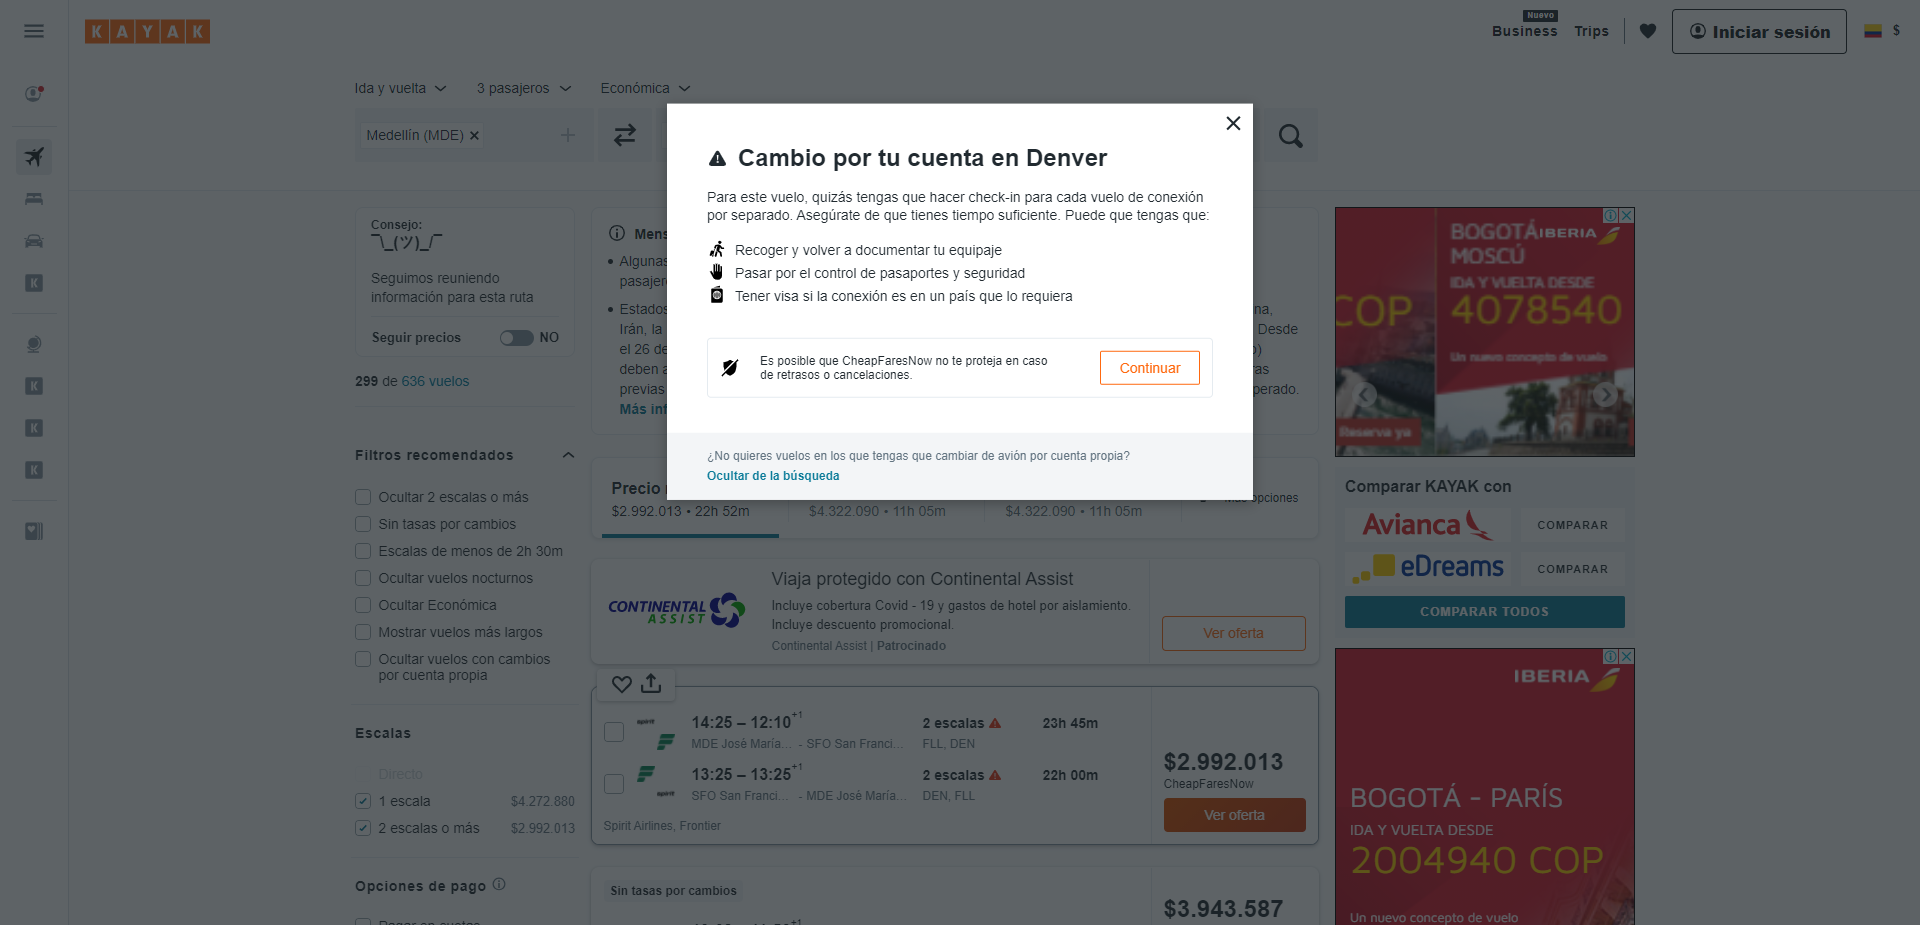 KAYAK
Nuevo
Business
Trips
Iniciar sesión
$
Ida y vuelta
3 pasajeros
Económica
Medellín (MDE)
Cambio por tu cuenta en Denver
Para este vuelo, quizás tengas que hacer check-in para cada vuelo de conexión
por separado. Asegúrate de que tienes tiempo suficiente. Puede que tengas que:
Recoger y volver a documentar tu equipaje
Pasar por el control de pasaportes y seguridad
Tener visa si la conexión es en un país que lo requiera
Es posible que CheapFaresNow no te proteja en caso
de retrasos o cancelaciones.
Continuar
¿No quieres vuelos en los que tengas que cambiar de avión por cuenta propia?
Ocultar de la búsqueda
Consejo:
¯\_(ツ)_/¯
Seguimos reuniendo
información para esta ruta
Seguir precios
NO
299 de 636 vuelos
Filtros recomendados
Ocultar 2 escalas o más
Sin tasas por cambios
Escalas de menos de 2h 30m
Ocultar vuelos nocturnos
Ocultar Económica
Mostrar vuelos más largos
Ocultar vuelos con cambios
por cuenta propia
Escalas
Directo
1 escala $4.272.880
2 escalas o más $2.992.013
Opciones de pago
Algunas
pasajer
Estados
Irán, la
Desde
el 26 de
deben a
previas
perado.
Precio
$2.992.013 • 22h 52m
$4.322.090 • 11h 05m
$4.322.090 • 11h 05m
opciones
Viaja protegido con Continental Assist
CONTINENTAL
ASSIST
Incluye cobertura Covid - 19 y gastos de hotel por aislamiento.
Incluye descuento promocional.
Continental Assist | Patrocinado
Ver oferta
spirit
14:25 – 12:10+1
2 escalas
23h 45m
MDE José María... - SFO San Franci...
FLL, DEN
13:25 – 13:25+1
2 escalas
22h 00m
SFO San Franci... - MDE José María...
DEN, FLL
spirit
Spirit Airlines, Frontier
$2.992.013
CheapFaresNow
Ver oferta
Sin tasas por cambios
$3.943.587
BOGOTÁ
IBERIA
MOSCÚ
IDA Y VUELTA DESDE
COP
4078540
Un nuevo concepto de vuelo
Reserva ya
Comparar KAYAK con
Avianca
COMPARAR
eDreams
COMPARAR
COMPARAR TODOS
IBERIA
BOGOTÁ - PARÍS
IDA Y VUELTA DESDE
2004940 COP
Un nuevo concepto de vuelo